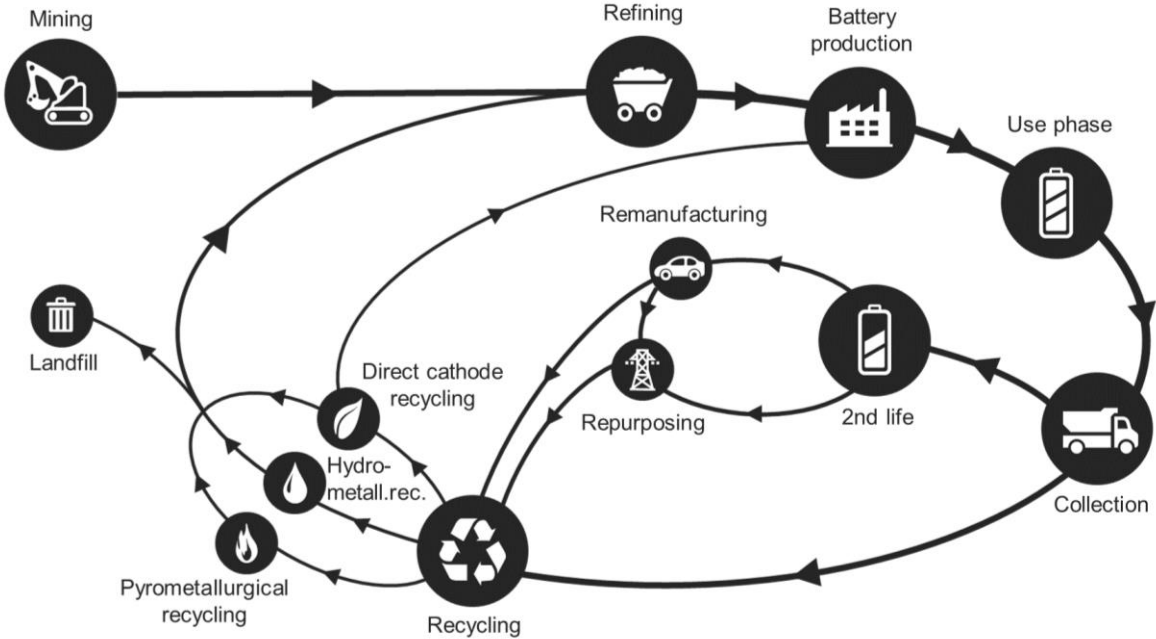 Mining
Refining
Battery
production
Use phase
Remanufacturing
Landfill
Direct cathode
recycling
Repurposing
2nd life
Hydro-
metall.rec.
Collection
Pyrometallurgical
recycling
Recycling